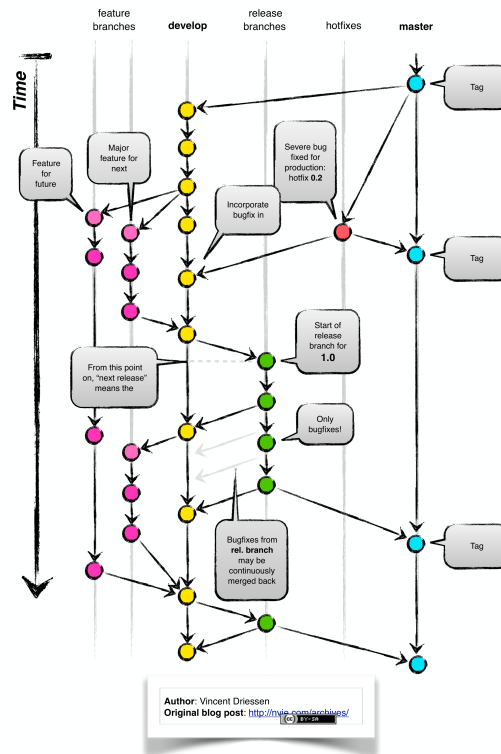 feature
branches
develop
release
branches
hotfixes
master
Time
Tag
Major
feature for
next
Feature
for
future
Severe bug
fixed for
production:
hotfix 0.2
Incorporate
bugfix in
Tag
Start of
release
branch for
1.0
From this point
on, “next release”
means the
Only
bugfixes!
Bugfixes from
rel. branch
may be
continuously
merged back
Tag
Author: Vincent Driessen
Original blog post: http://nvie.com/archives/
cc BY-SA